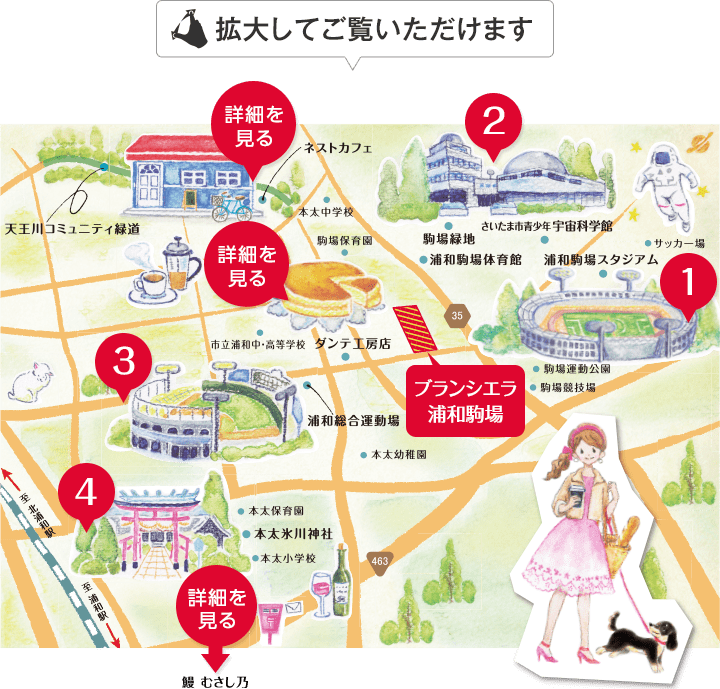 拡大してご覧いただけます
詳細を
見る
2
ネストカフェ
天王川コミュニティ緑道
本太中学校
さいたま市青少年宇宙科学館
駒場緑地
駒場保育園
サッカー場
詳細を
見る
浦和駒場体育館
浦和駒場スタジアム
1
35
市立浦和中・高等学校
ダンテ工房店
3
駒場運動公園
駒場競技場
ブランシエラ
浦和駒場
浦和総合運動場
本太幼稚園
4
至 北浦和駅
本太保育園
本太氷川神社
本太小学校
463
至 浦和駅
詳細を
見る
鰻 むさし乃